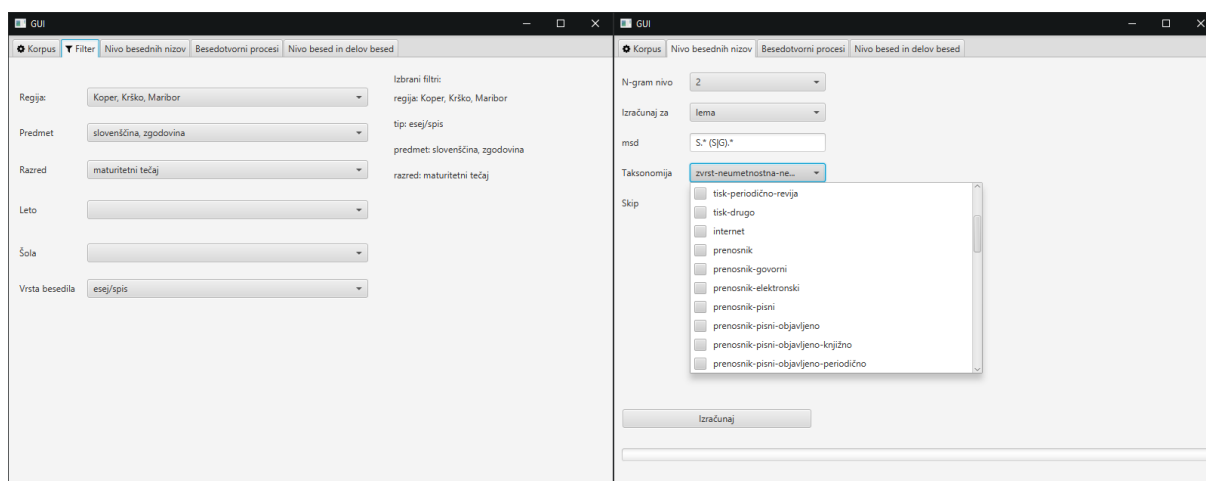 GUI
Korpus Filter Nivo besednih nizov Besedotvorni procesi Nivo besed in delov besed
Izbrani filtri:
Regija: Koper, Krško, Maribor
regija: Koper, Krško, Maribor
tip: esej/spis
Predmet slovenščina, zgodovina
predmet: slovenščina, zgodovina
Razred maturitetni tečaj
razred: maturitetni tečaj
Leto
Šola
Vrsta besedila esej/spis
GUI
Korpus Nivo besednih nizov Besedotvorni procesi Nivo besed in delov besed
N-gram nivo 2
Izračunaj za lema
msd S.* (S|G).*
Taksonomija zvrst-neumetnostna-ne...
Skip
tisk-periodično-revija
tisk-drugo
internet
prenosnik
prenosnik-govorni
prenosnik-elektronski
prenosnik-pisni
prenosnik-pisni-objavljeno
prenosnik-pisni-objavljeno-knjižno
prenosnik-pisni-objavljeno-periodično
Izračunaj